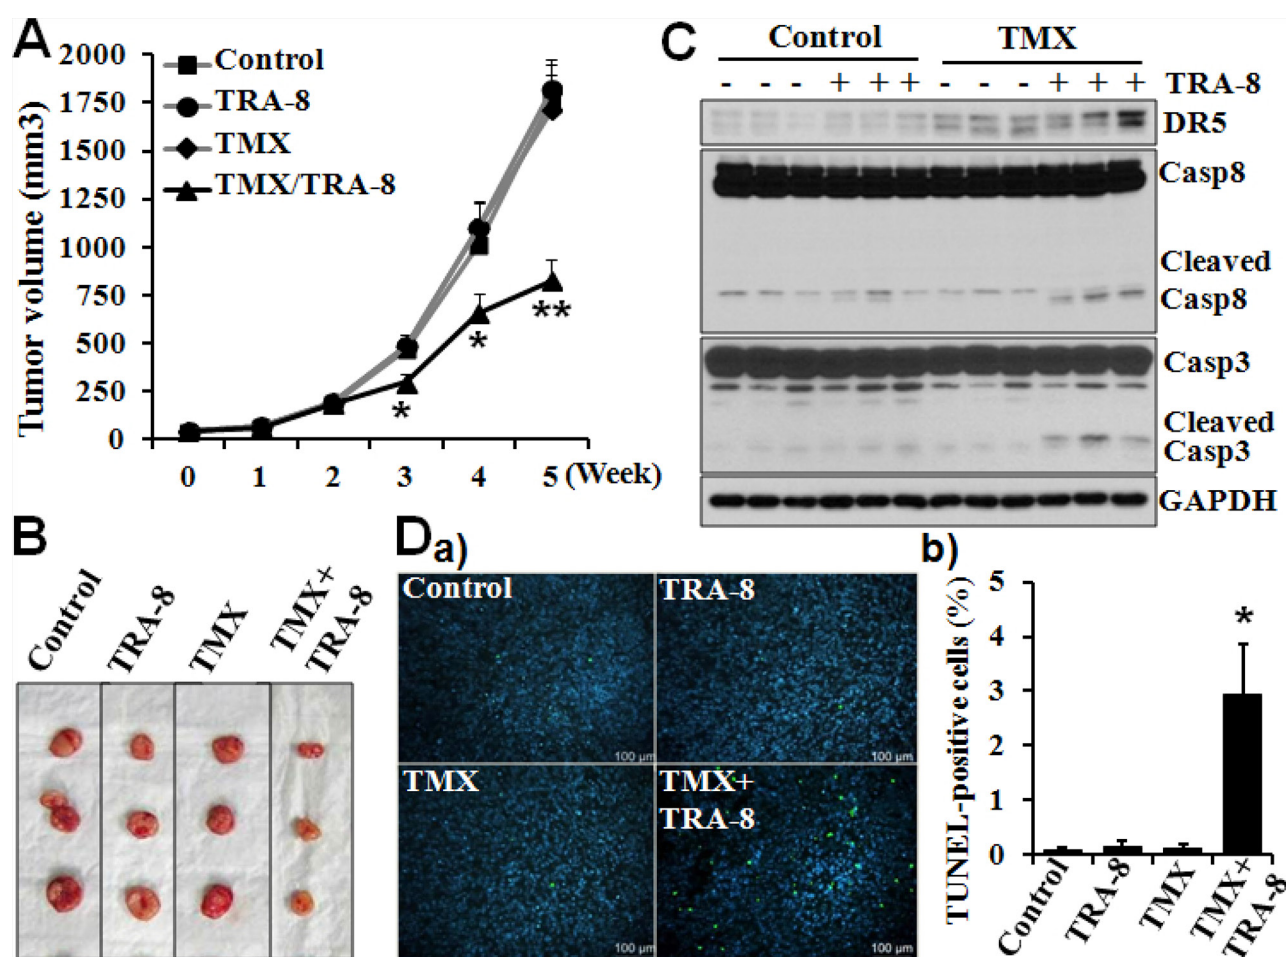 A
Tumor volume (mm3)
2000
1750
1500
1250
1000
750
500
250
0
Control
TRA-8
TMX
TMX/TRA-8
*
*
**
0 1 2 3 4 5 (Week)
B
Control
TRA-8
TMX
TMX+
TRA-8
C
Control TMX
- - - + + + - - - + + + TRA-8
DR5
Casp8
Cleaved
Casp8
Casp3
Cleaved
Casp3
GAPDH
D
a)
Control
TRA-8
100 µm
100 µm
TMX
TMX+
TRA-8
100 µm
100 µm
b)
TUNEL-positive cells (%)
5
4
3
2
1
0
*
Control
TRA-8
TMX
TMX+
TRA-8